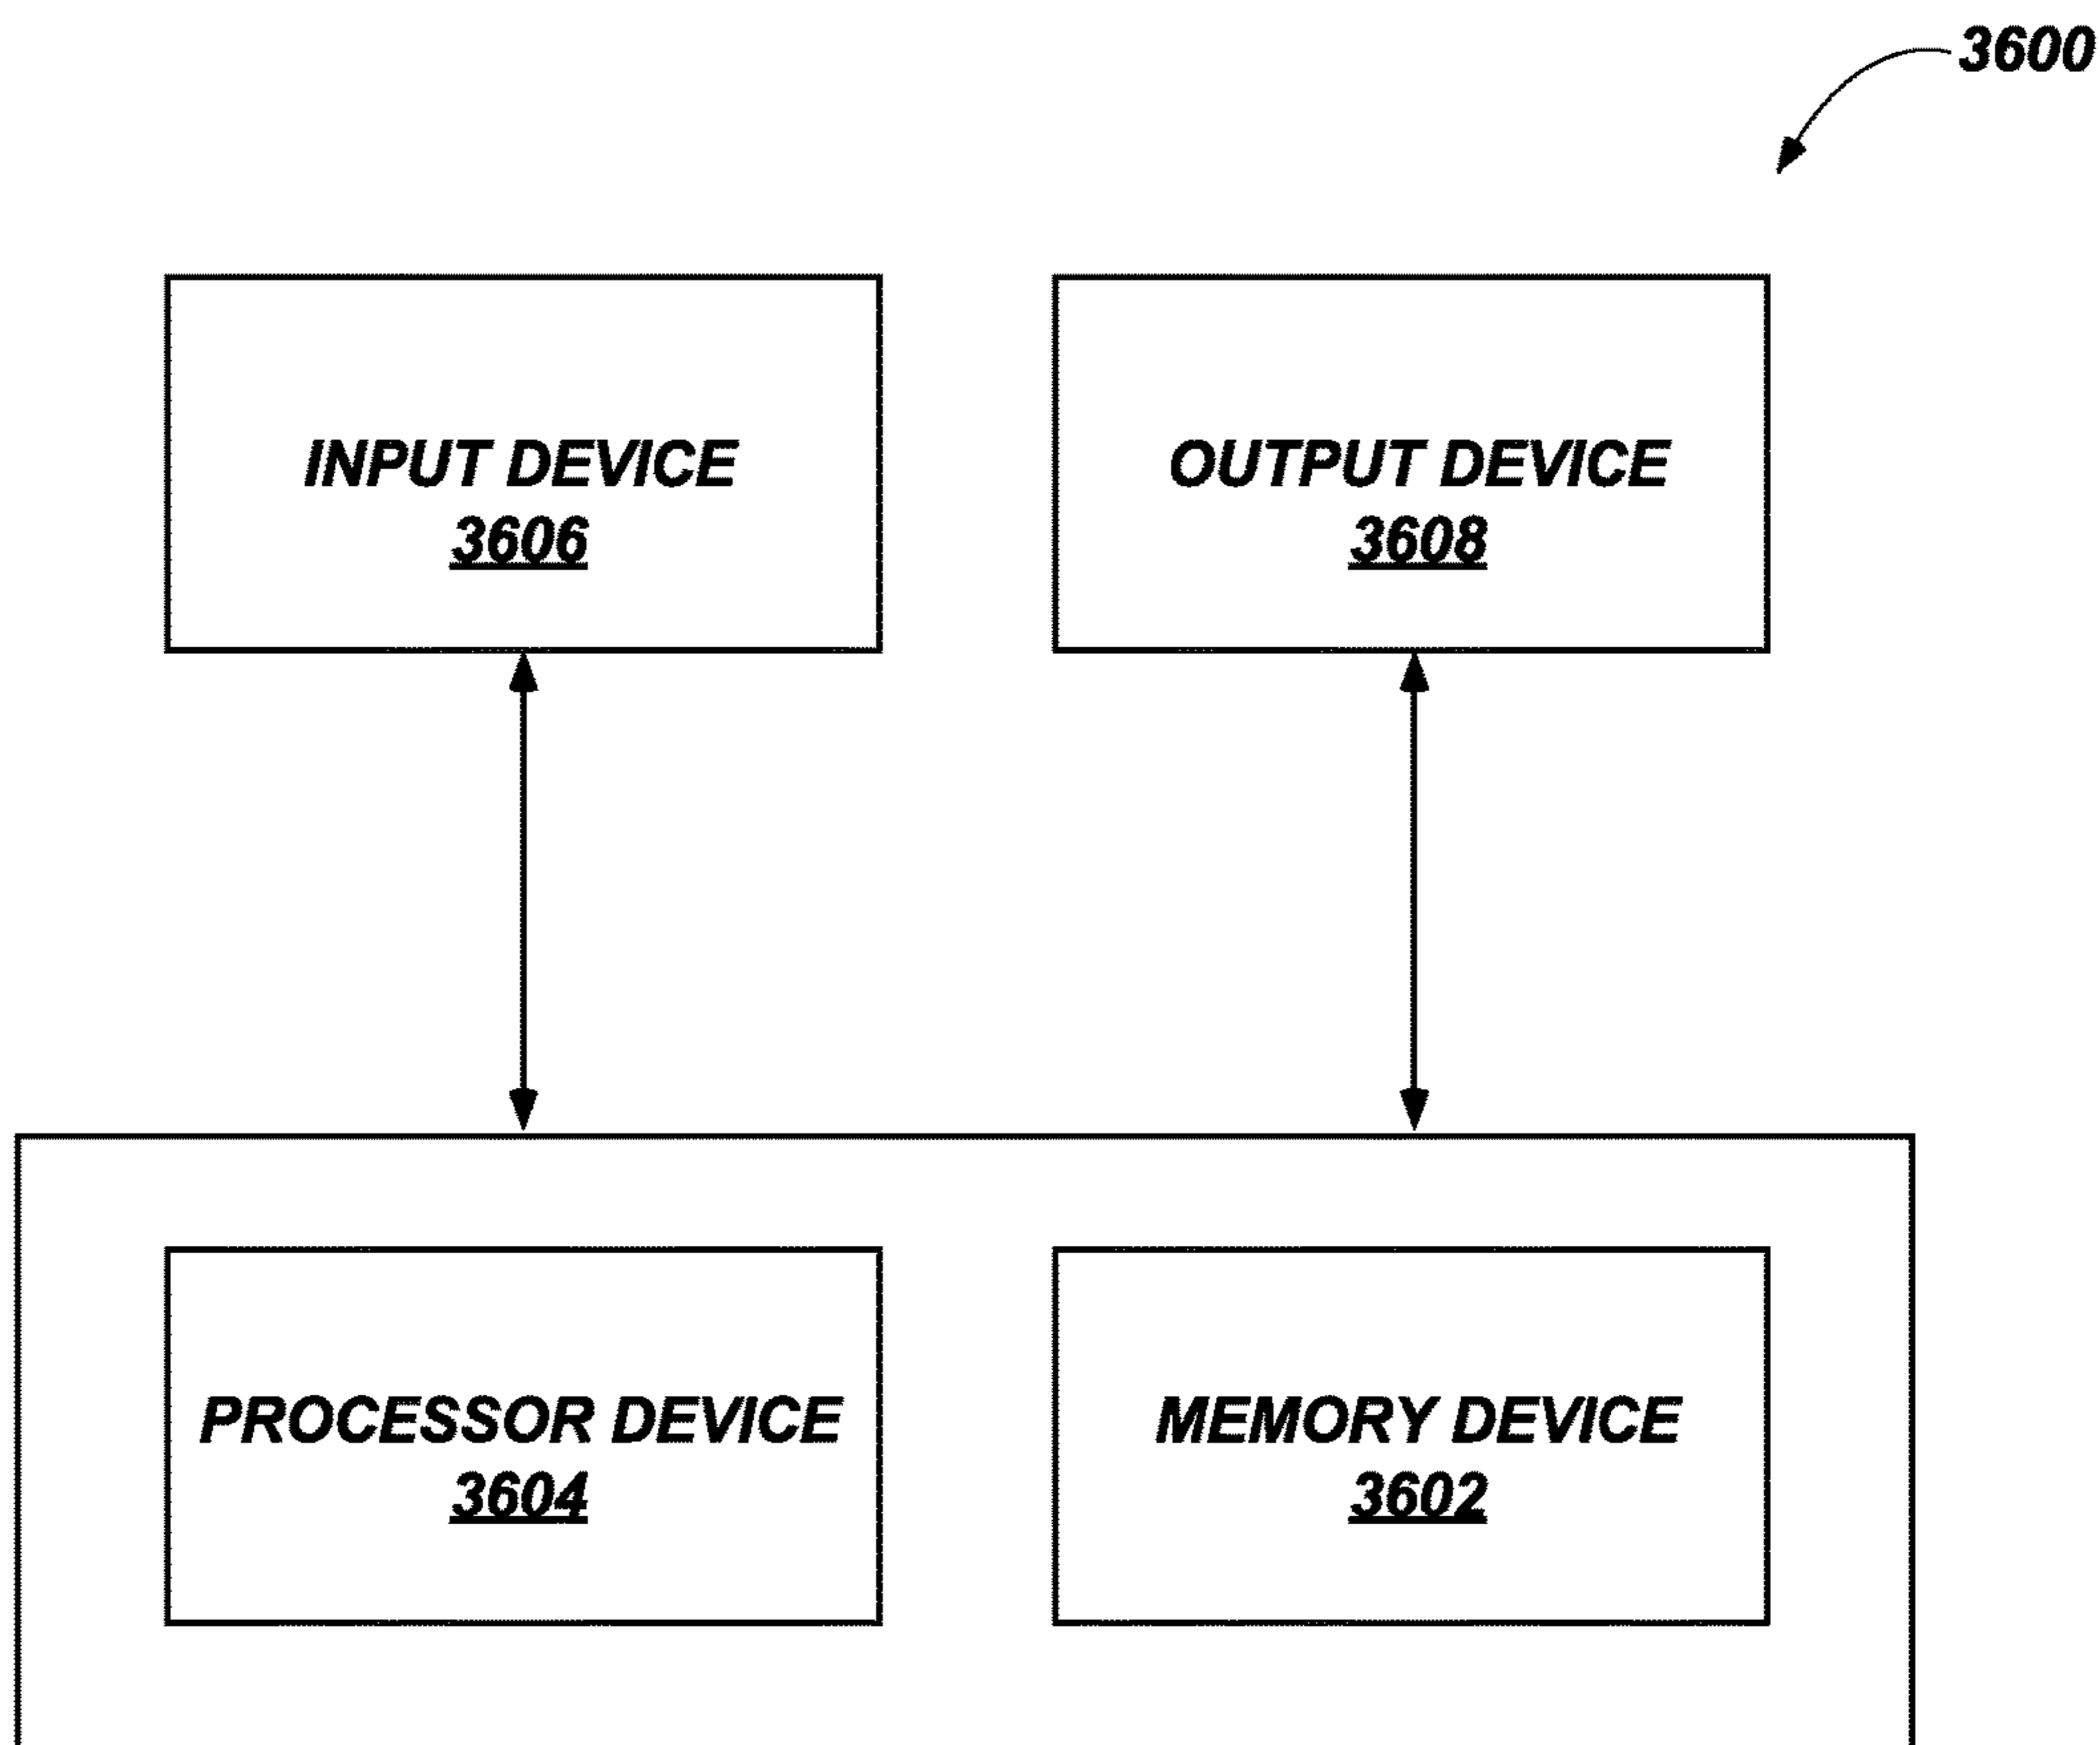 3600
INPUT DEVICE
3606
OUTPUT DEVICE
3608
PROCESSOR DEVICE
3604
MEMORY DEVICE
3602